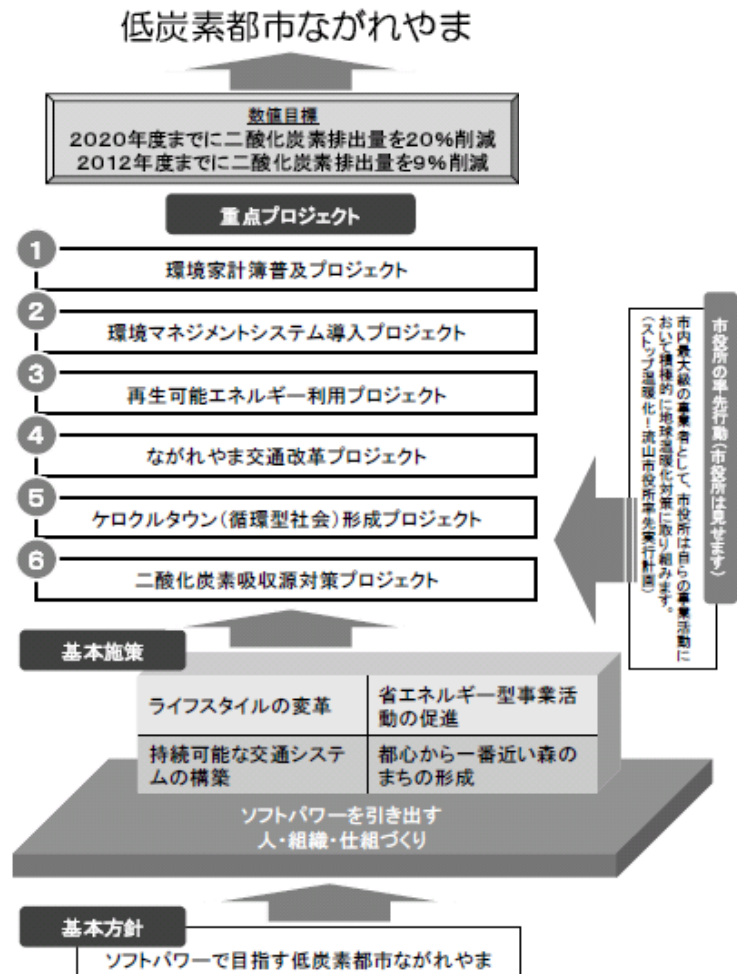 低炭素都市ながれやま
数値目標
2020年度までに二酸化炭素排出量を20%削減
2012年度までに二酸化炭素排出量を9%削減
重点プロジェクト
1
環境家計簿普及プロジェクト
2
環境マネジメントシステム導入プロジェクト
3
再生可能エネルギー利用プロジェクト
4
ながれやま交通改革プロジェクト
5
ケロクルタウン(循環型社会)形成プロジェクト
6
二酸化炭素吸収源対策プロジェクト
市役所の率先行動(市役所は見せます)
市内最大級の事業者として、市役所は自らの事業活動に
おいて積極的に地球温暖化対策に取り組みます。
(ストップ温暖化!流山市役所率先実行計画)
基本施策
ライフスタイルの変革
省エネルギー型事業活
動の促進
持続可能な交通システ
ムの構築
都心から一番近い森の
まちの形成
ソフトパワーを引き出す
人・組織・仕組づくり
基本方針
ソフトパワーで目指す低炭素都市ながれやま